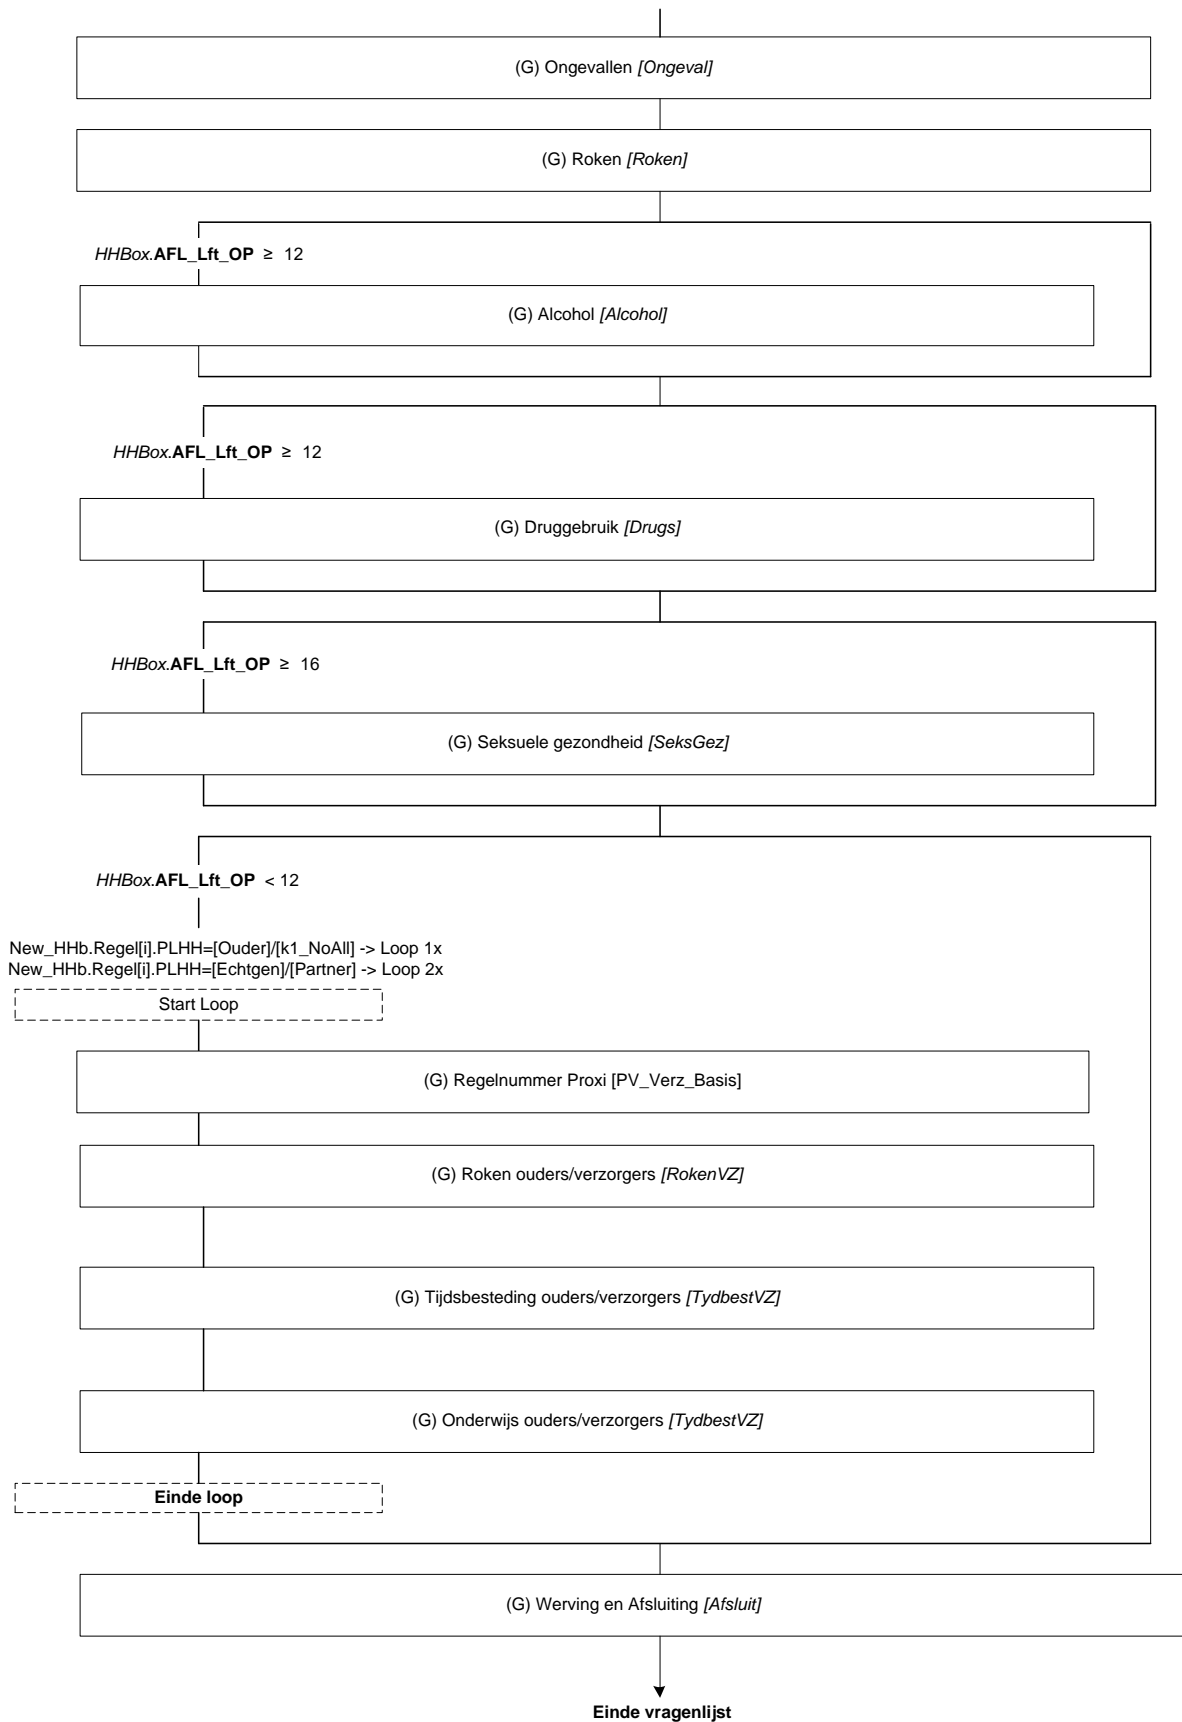 (G) Ongevallen [Ongeval]
(G) Roken [Roken]
HHBox.AFL_Lft_OP ≥ 12
(G) Alcohol [Alcohol]
HHBox.AFL_Lft_OP ≥ 12
(G) Druggebruik [Drugs]
HHBox.AFL_Lft_OP ≥ 16
(G) Seksuele gezondheid [SeksGez]
HHBox.AFL_Lft_OP < 12
New_HHb.Regel[i].PLHH=[Ouder]/[k1_NoAll] -> Loop 1x
New_HHb.Regel[i].PLHH=[Echtgen]/[Partner] -> Loop 2x
Start Loop
(G) Regelnummer Proxi [PV_Verz_Basis]
(G) Roken ouders/verzorgers [RokenVZ]
(G) Tijdsbesteding ouders/verzorgers [TydbestVZ]
(G) Onderwijs ouders/verzorgers [TydbestVZ]
Einde loop
(G) Werving en Afsluiting [Afsluit]
Einde vragenlijst